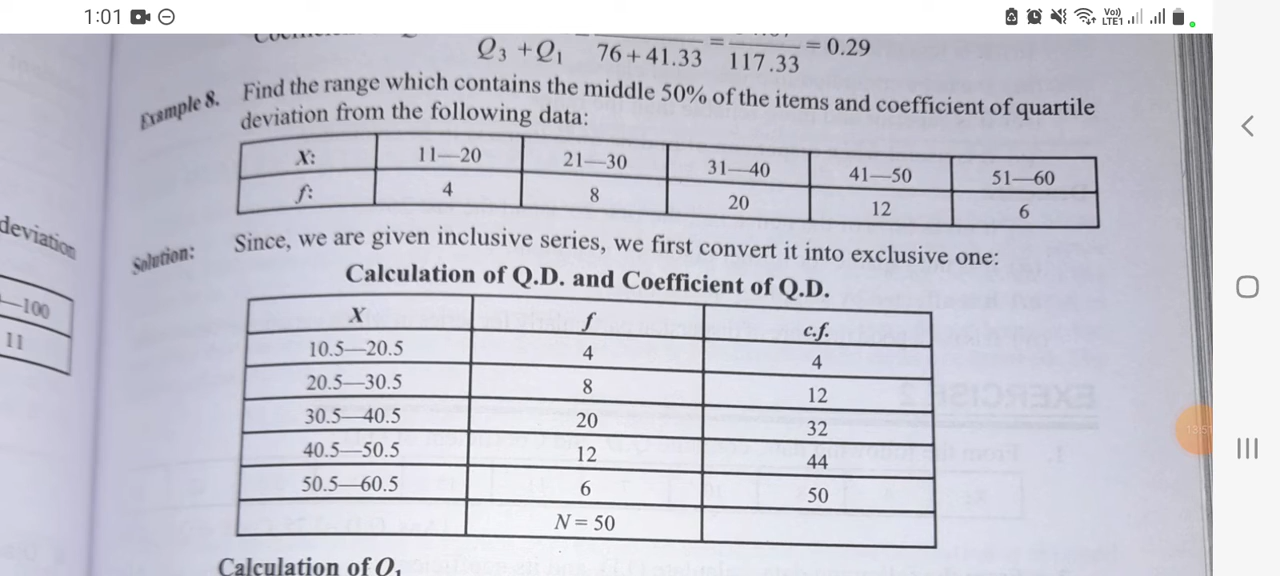 1:01
Vo))
LTE1
Q3 +Q1 76+41.33 = 117.33 = 0.29
Example 8. Find the range which contains the middle 50% of the items and coefficient of quartile
deviation from the following data:
X: 11—20 21—30 31—40 41—50 51—60
f: 4 8 20 12 6
deviation
Solution: Since, we are given inclusive series, we first convert it into exclusive one:
Calculation of Q.D. and Coefficient of Q.D.
—100
11
X f c.f.
10.5—20.5 4 4
20.5—30.5 8 12
30.5—40.5 20 32
40.5—50.5 12 44
50.5—60.5 6 50
N = 50
Calculation of Q1
13:51